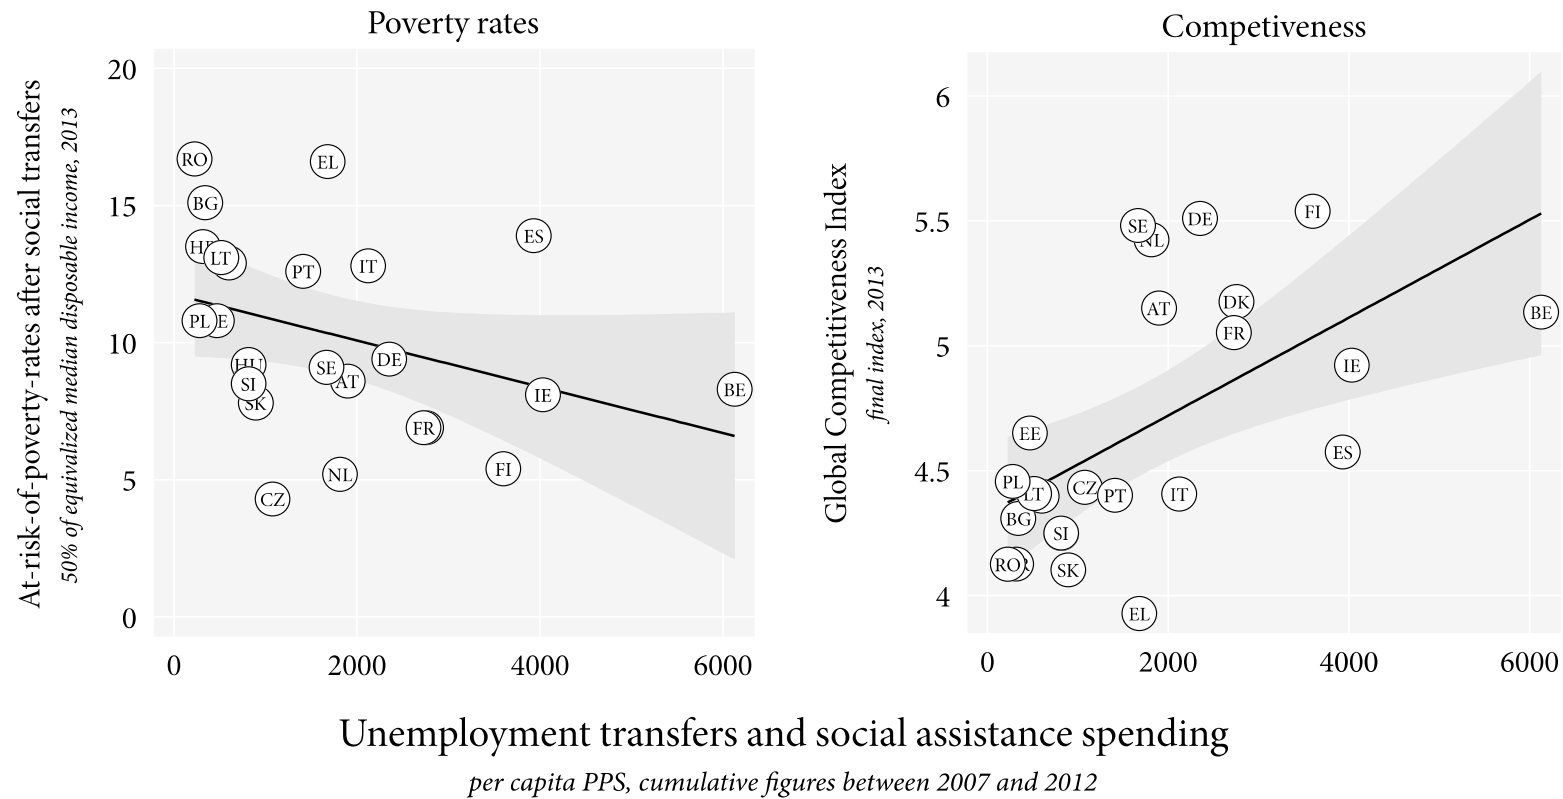 Poverty rates
At-risk-of-poverty-rates after social transfers
50% of equivalized median disposable income, 2013
20
15
10
5
0
RO
EL
BG
ES
LT
PT
IT
PL
HU
SI
SK
SE
AT
DE
IE
BE
FR
FI
NL
CZ
0 2000 4000 6000
Competiveness
Global Competitiveness Index
final index, 2013
6
5.5
5
4.5
4
SE
NL
DE
FI
AT
DK
FR
BE
IE
EE
ES
PL
LT
CZ
PT
IT
BG
SI
RO
SK
EL
0 2000 4000 6000
Unemployment transfers and social assistance spending
per capita PPS, cumulative figures between 2007 and 2012